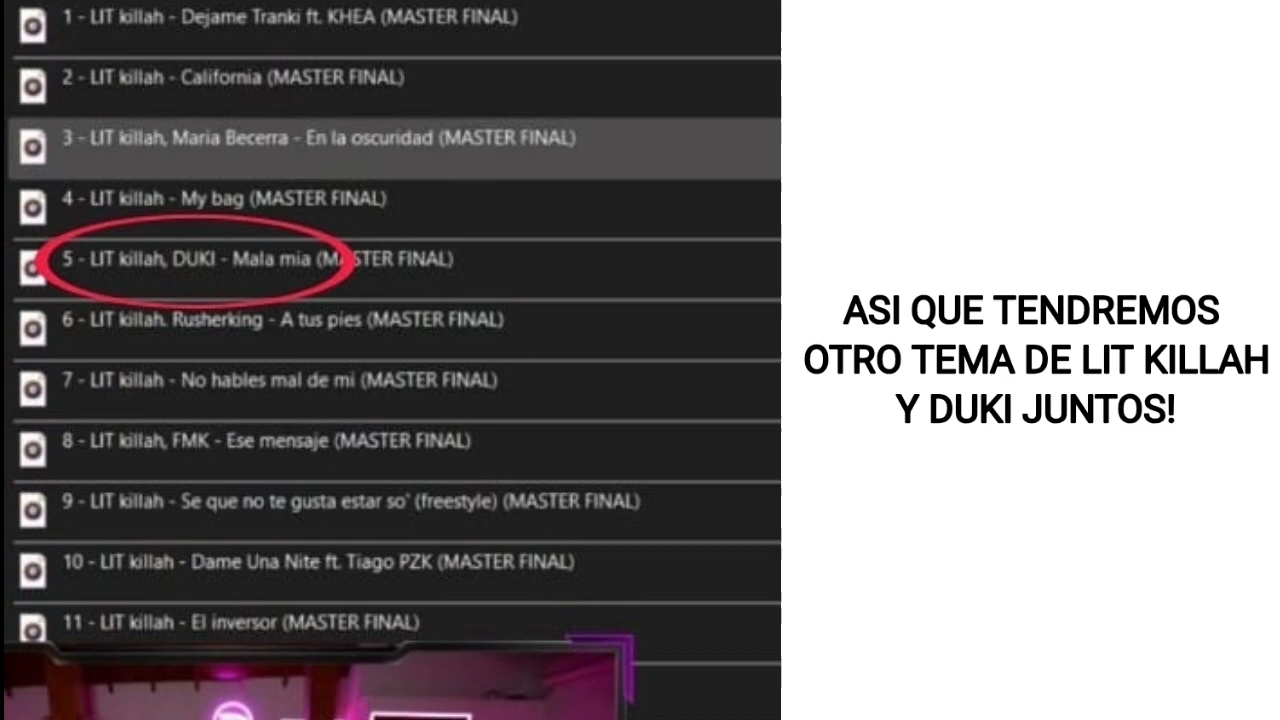 1 - LIT killah - Dejame Tranki ft. KHEA (MASTER FINAL)
2 - LIT killah - California (MASTER FINAL)
3 - LIT killah, Maria Becerra - En la oscuridad (MASTER FINAL)
4 - LIT killah - My bag (MASTER FINAL)
5 - LIT killah, DUKI - Mala mia (MASTER FINAL)
6 - LIT killah. Rusherking - A tus pies (MASTER FINAL)
7 - LIT killah - No hables mal de mi (MASTER FINAL)
8 - LIT killah, FMK - Ese mensaje (MASTER FINAL)
9 - LIT killah - Se que no te gusta estar so' (freestyle) (MASTER FINAL)
10 - LIT killah - Dame Una Nite ft. Tiago PZK (MASTER FINAL)
11 - LIT killah - El inversor (MASTER FINAL)
ASI QUE TENDREMOS
OTRO TEMA DE LIT KILLAH
Y DUKI JUNTOS!